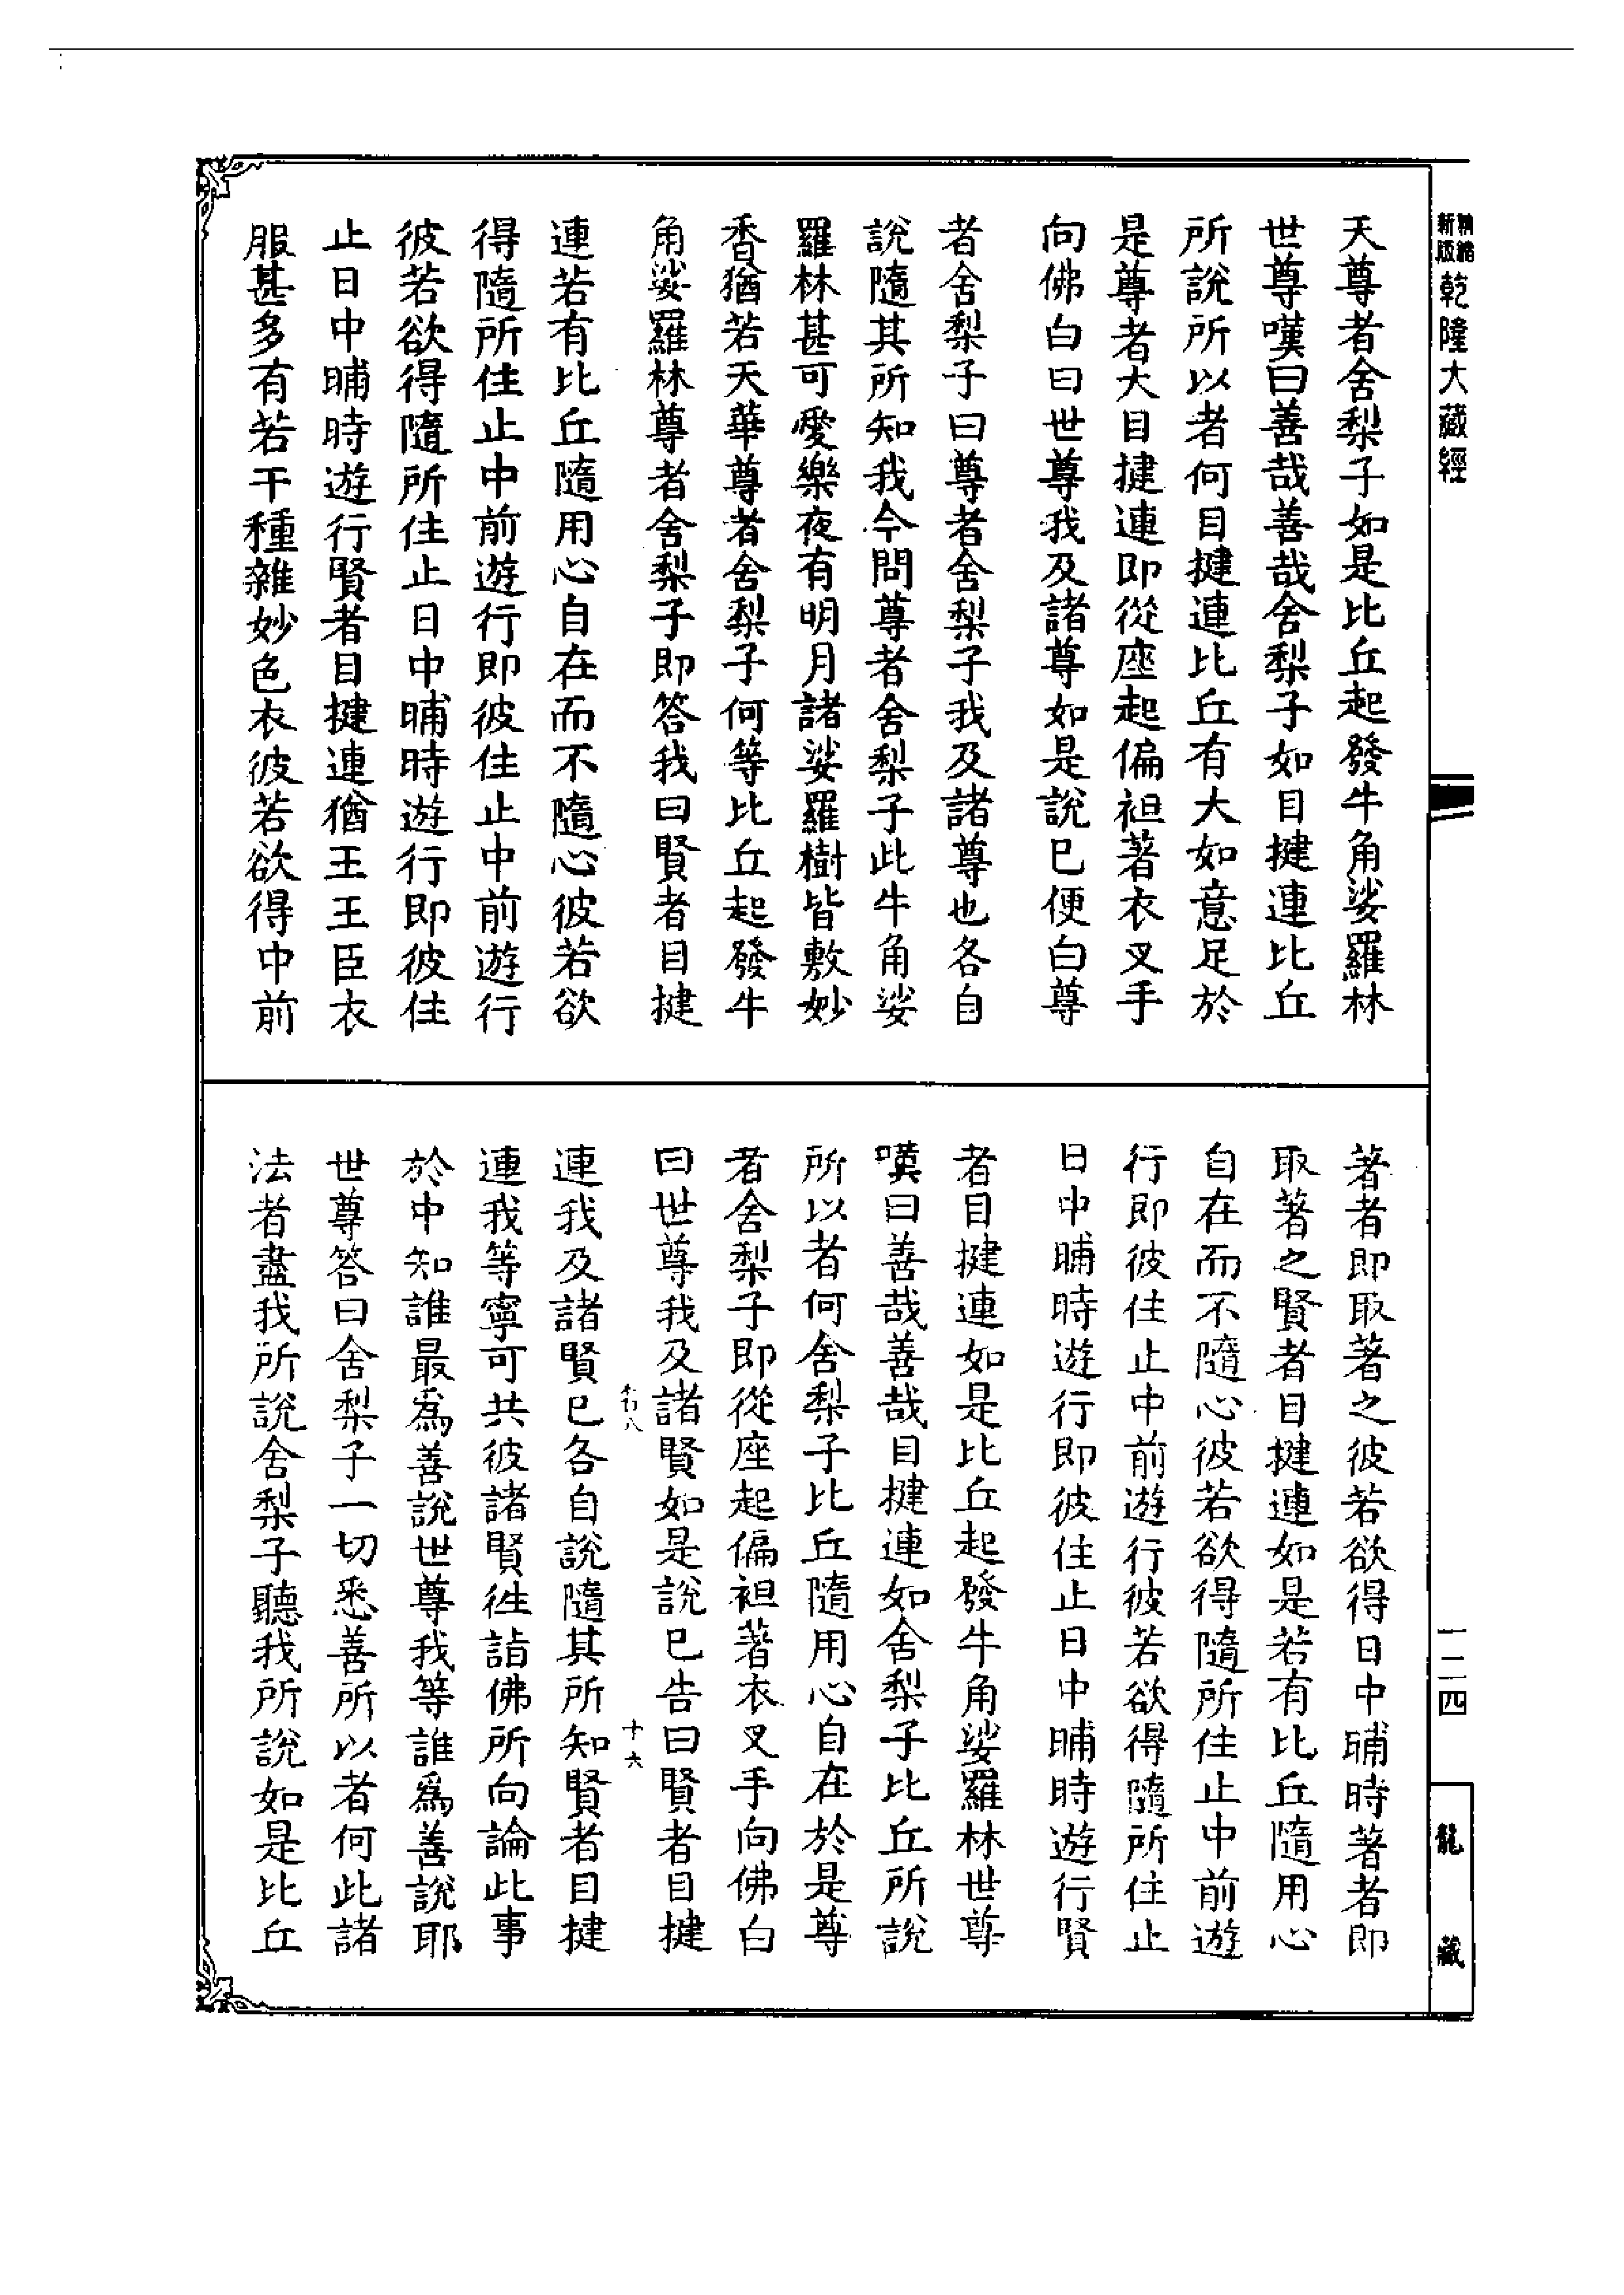 新版精縮乾隆大藏經
一二四
龍藏
天尊者舍梨子如是比丘起發牛角娑羅林
世尊嘆曰善哉善哉舍梨子如目揵連比丘
所說所以者何目揵連比丘有大如意足於
是尊者大目揵連即從座起偏袒著衣叉手
向佛白曰世尊我及諸尊如是說已便白尊
者舍梨子曰尊者舍梨子我及諸尊也各自
說隨其所知我今問尊者舍梨子此牛角娑
羅林甚可愛樂夜有明月諸娑羅樹皆敷妙
香猶若天華尊者舍梨子何等比丘起發牛
角娑羅林尊者舍梨子即答我曰賢者目揵
連若有比丘隨用心自在而不隨心彼若欲
得隨所住止中前遊行即彼住止中前遊行
彼若欲得隨所住止日中晡時遊行即彼住
止日中晡時遊行賢者目揵連猶王王臣衣
服甚多有若干種雜妙色衣彼若欲得中前
著者即取著之彼若欲得日中晡時著者即
取著之賢者目揵連如是若有比丘隨用心
自在而不隨心彼若欲得隨所住止中前遊
行即彼住止中前遊行彼若欲得隨所住止
日中晡時遊行即彼住止日中晡時遊行賢
者目揵連如是比丘起發牛角娑羅林世尊
嘆曰善哉善哉目揵連如舍梨子比丘所說
所以者何舍梨子比丘隨用心自在於是尊
者舍梨子即從座起偏袒著衣叉手向佛白
曰世尊我及諸賢如是說已告曰賢者目揵
十六
連我及諸賢已各自說隨其所知賢者目揵
連我等寧可共彼諸賢往詣佛所向論此事
於中知誰最為善說世尊我等誰為善說耶
世尊答曰舍梨子一切悉善所以者何此諸
法者盡我所說舍梨子聽我所說如是比丘